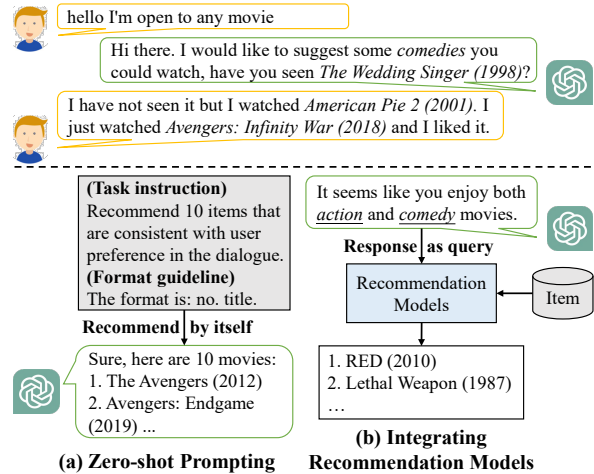 hello I'm open to any movie
Hi there. I would like to suggest some comedies you
could watch, have you seen The Wedding Singer (1998)?
I have not seen it but I watched American Pie 2 (2001). I
just watched Avengers: Infinity War (2018) and I liked it.
(Task instruction)
Recommend 10 items that
are consistent with user
preference in the dialogue.
(Format guideline)
The format is: no. title.
Recommend by itself
Sure, here are 10 movies:
1. The Avengers (2012)
2. Avengers: Endgame
(2019) ...
(a) Zero-shot Prompting
It seems like you enjoy both
action and comedy movies.
Response as query
Recommendation
Models
Item
1. RED (2010)
2. Lethal Weapon (1987)
…
(b) Integrating
Recommendation Models